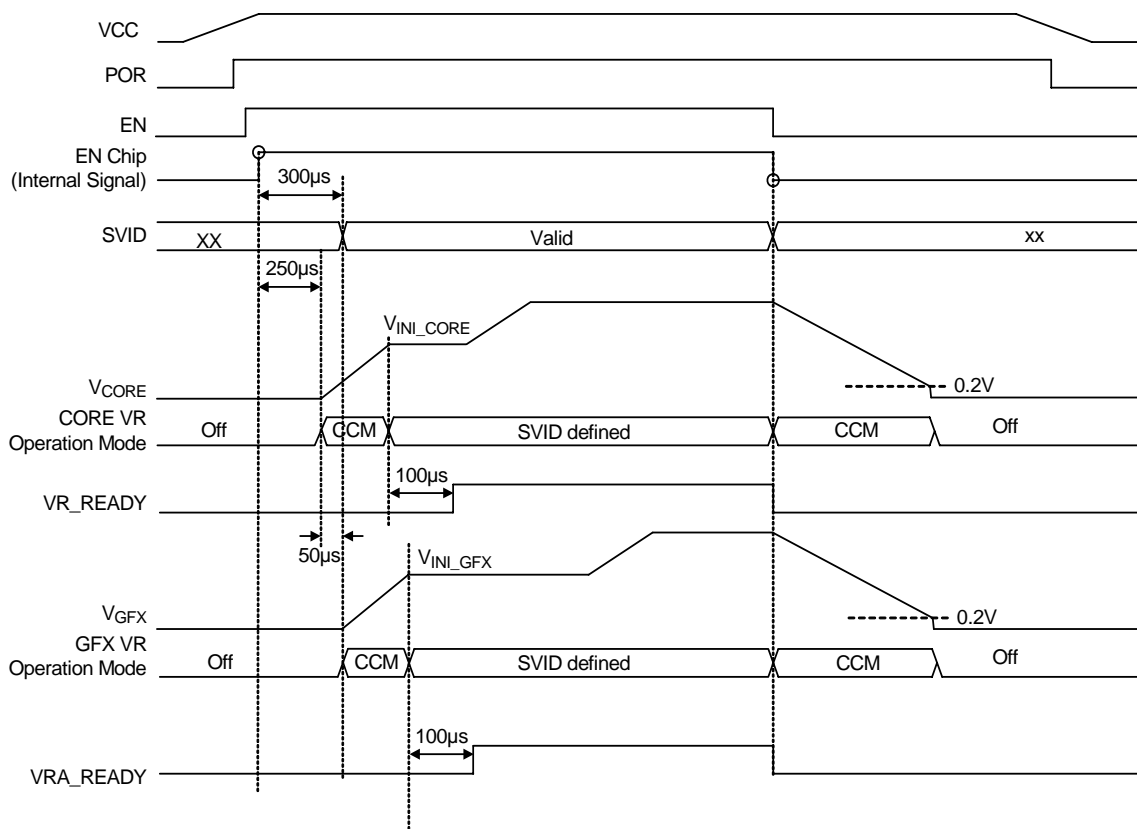 VCC
POR
EN
EN Chip
(Internal Signal)
300µs
SVID
XX
Valid
xx
250µs
VINI_CORE
VCORE
0.2V
CORE VR
Operation Mode
Off
CCM
SVID defined
CCM
Off
100µs
VR_READY
50µs
VINI_GFX
VGFX
0.2V
GFX VR
Operation Mode
Off
CCM
SVID defined
CCM
Off
100µs
VRA_READY